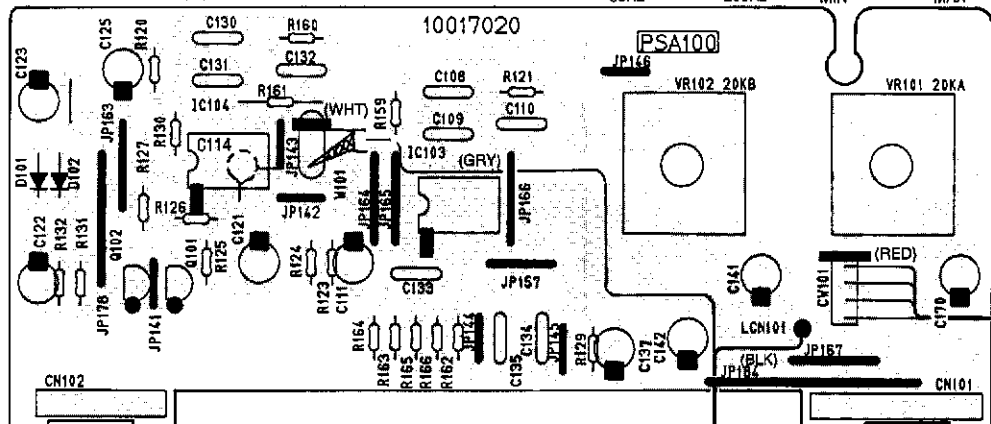 10017020
PSA100
C130
R160
C125
R120
C123
C131
C132
C108
R121
JP146
VR102 20KB
VR101 20KA
R161
IC104
(WHT)
R159
C110
JP163
R130
C114
C109
IC103
(GRY)
JP143
D101
D102
R127
W101
JP164
JP165
JP166
R126
JP142
C122
R132
R131
Q102
Q101
R125
C121
R124
R123
C111
C133
JP157
C141
(RED)
CW101
C170
JP178
JP141
R164
R163
R165
R166
R162
JP144
C135
C134
JP145
R129
C137
C142
LCN101
(BLK)
JP167
JP184
CN102
CN101